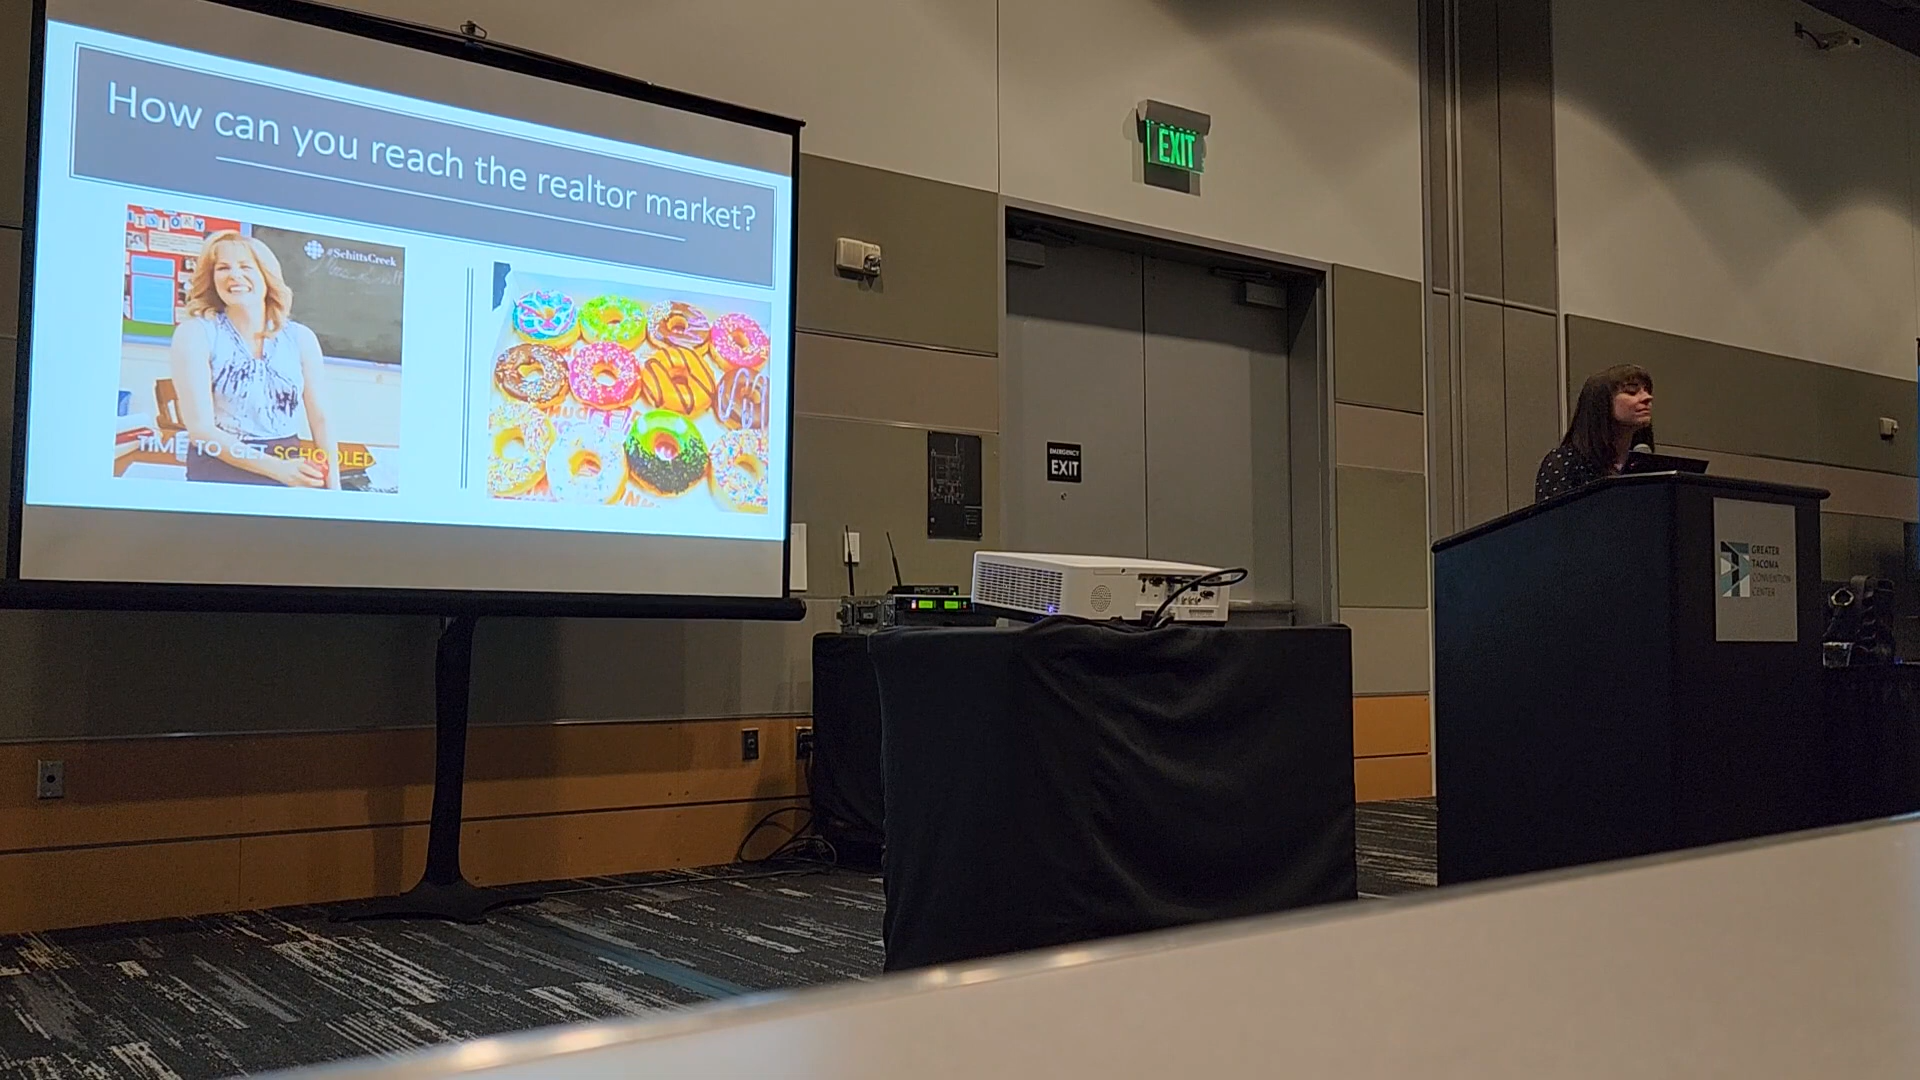 How can you reach the realtor market?
HISTORY
#SchittsCreek
TIME TO GET SCHOOLED
EXIT
EMERGENCY
EXIT
GREATER
TACOMA
CONVENTION
CENTER